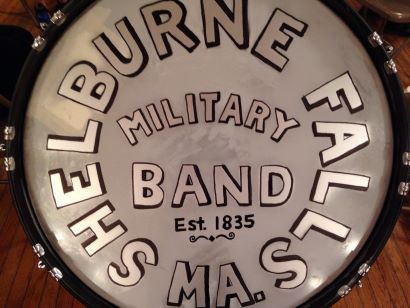 SHELBURNE FALLS
MILITARY
BAND
Est. 1835
MA.